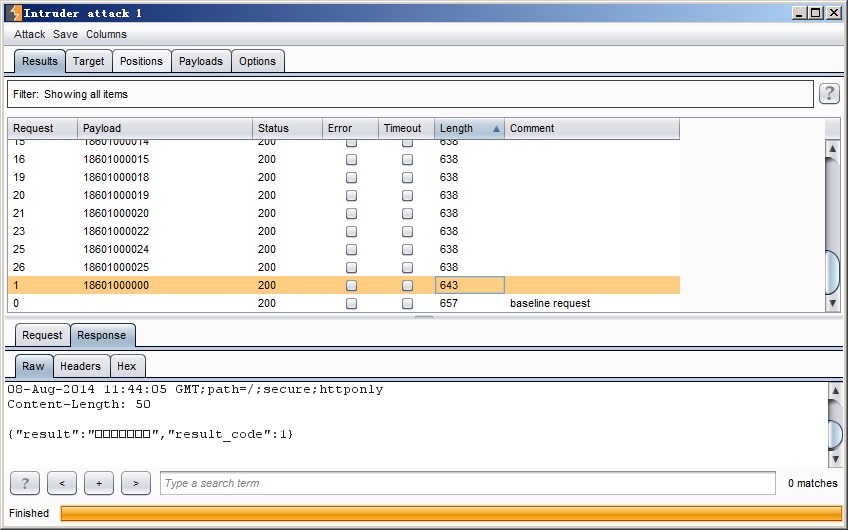 Intruder attack 1
Attack Save Columns
Results Target Positions Payloads Options
Filter: Showing all items ?
Request Payload Status Error Timeout Length Comment
15 18601000014 200 638
16 18601000015 200 638
19 18601000018 200 638
20 18601000019 200 638
21 18601000020 200 638
23 18601000022 200 638
25 18601000024 200 638
26 18601000025 200 638
1 18601000000 200 643
0 200 657 baseline request
Request Response
Raw Headers Hex
08-Aug-2014 11:44:05 GMT;path=/;secure;httponly
Content-Length: 50
{"result":"□□□□□□□","result_code":1}
? < + > Type a search term 0 matches
Finished